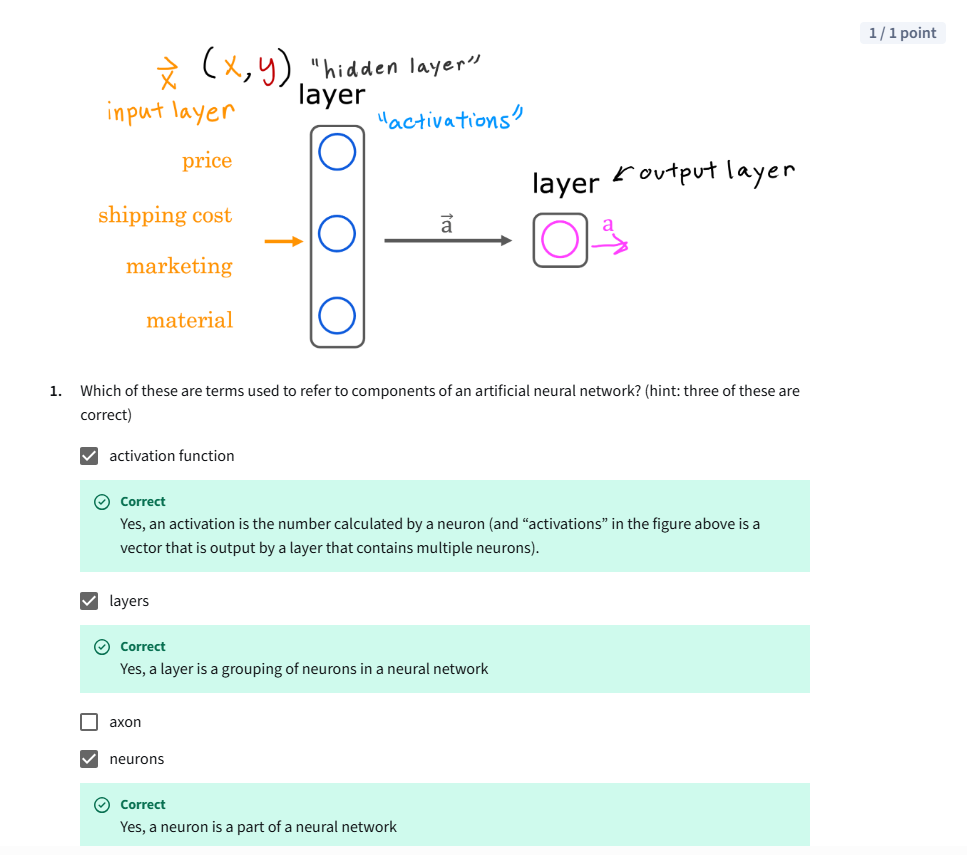 1 / 1 point
x⃗ (x,y) "hidden layer"
input layer
layer
"activations"
price
layer
output layer
shipping cost
a⃗
a
marketing
material
1. Which of these are terms used to refer to components of an artificial neural network? (hint: three of these are
correct)
activation function
Correct
Yes, an activation is the number calculated by a neuron (and “activations” in the figure above is a
vector that is output by a layer that contains multiple neurons).
layers
Correct
Yes, a layer is a grouping of neurons in a neural network
axon
neurons
Correct
Yes, a neuron is a part of a neural network